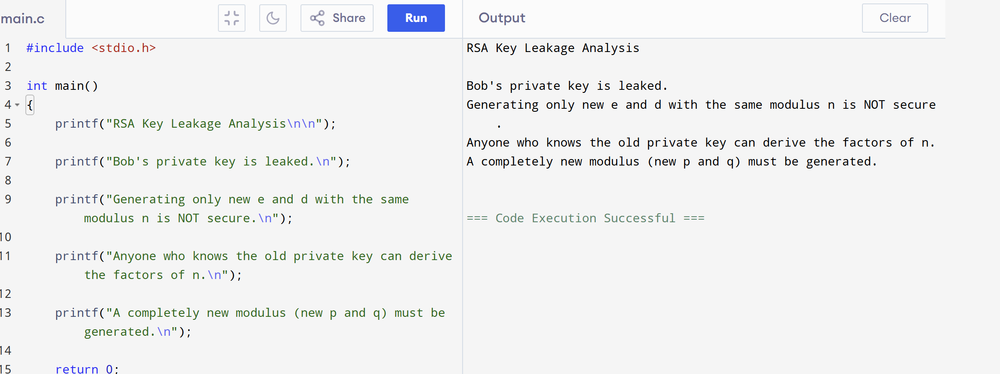 main.c
Share
Run
Output
Clear
1 #include <stdio.h>
2
3 int main()
4 {
5 printf("RSA Key Leakage Analysis\n\n");
6
7 printf("Bob's private key is leaked.\n");
8
9 printf("Generating only new e and d with the same
modulus n is NOT secure.\n");
10
11 printf("Anyone who knows the old private key can derive
the factors of n.\n");
12
13 printf("A completely new modulus (new p and q) must be
generated.\n");
14
15 return 0;
RSA Key Leakage Analysis
Bob's private key is leaked.
Generating only new e and d with the same modulus n is NOT secure
.
Anyone who knows the old private key can derive the factors of n.
A completely new modulus (new p and q) must be generated.
=== Code Execution Successful ===